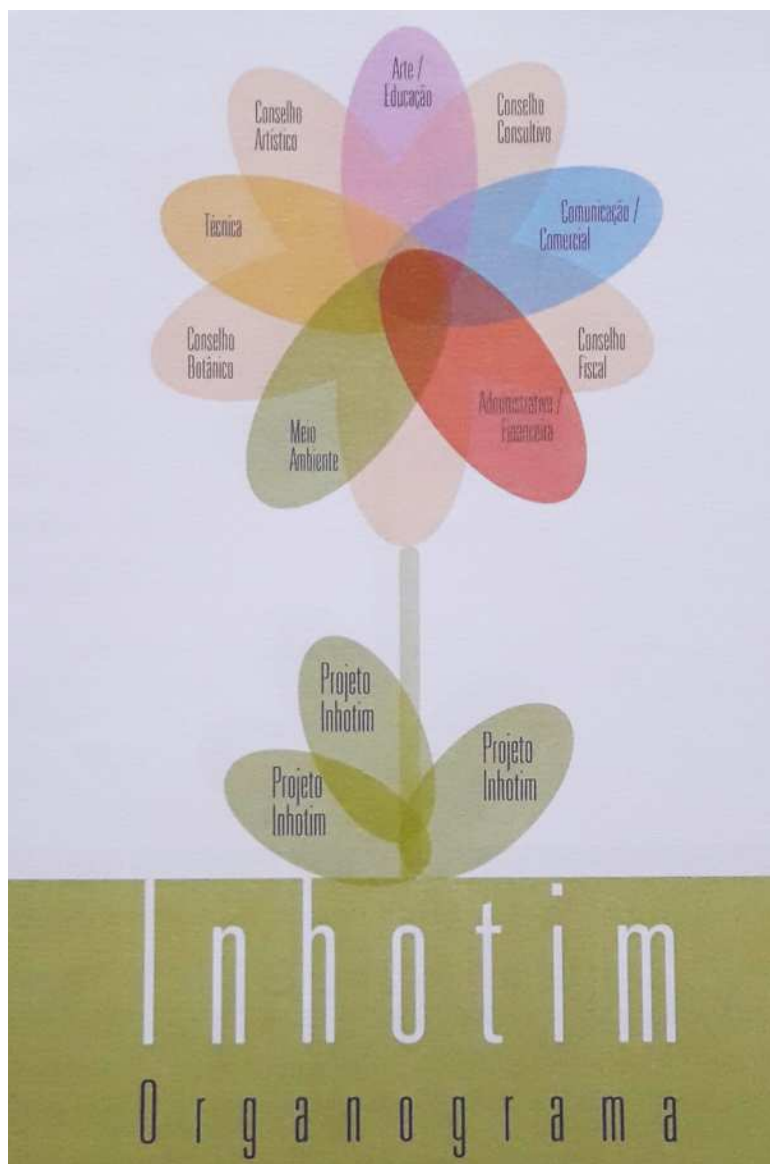 Arte /
Educação
Conselho
Artístico
Conselho
Consultivo
Técnica
Comunicação /
Comercial
Conselho
Botânico
Conselho
Fiscal
Administrativo /
Financeira
Meio
Ambiente
Projeto
Inhotim
Projeto
Inhotim
Projeto
Inhotim
Inhotim
Organograma